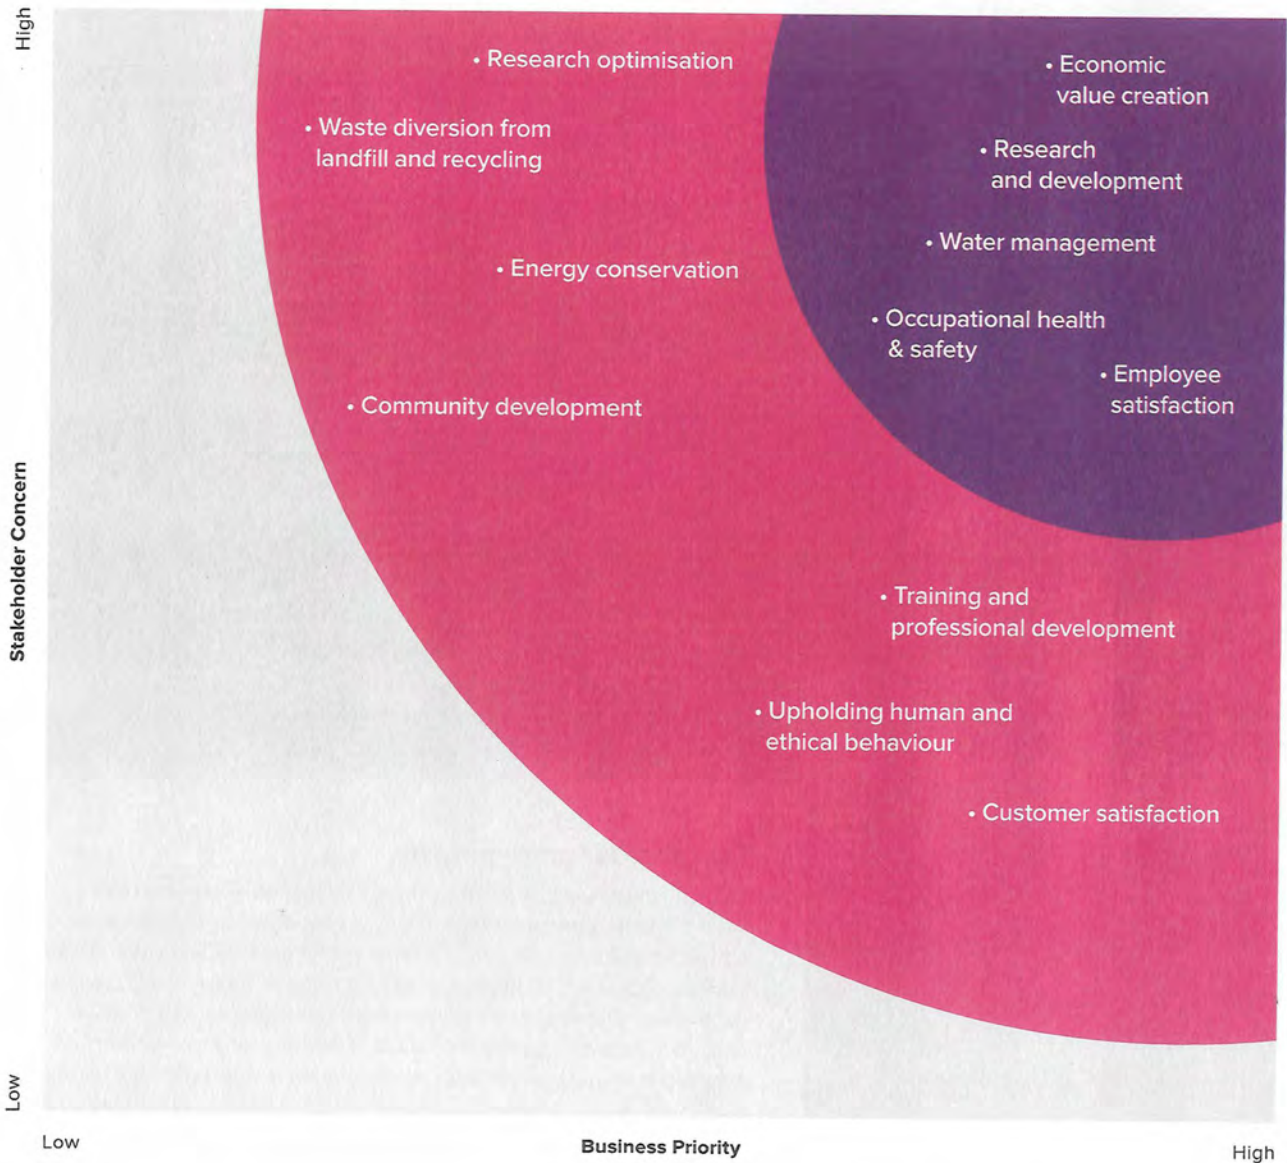 High
• Research optimisation
• Economic
value creation
• Waste diversion from
landfill and recycling
• Research
and development
• Water management
• Energy conservation
• Occupational health
& safety
• Employee
satisfaction
• Community development
Stakeholder Concern
• Training and
professional development
• Upholding human and
ethical behaviour
• Customer satisfaction
Low
Low
Business Priority
High